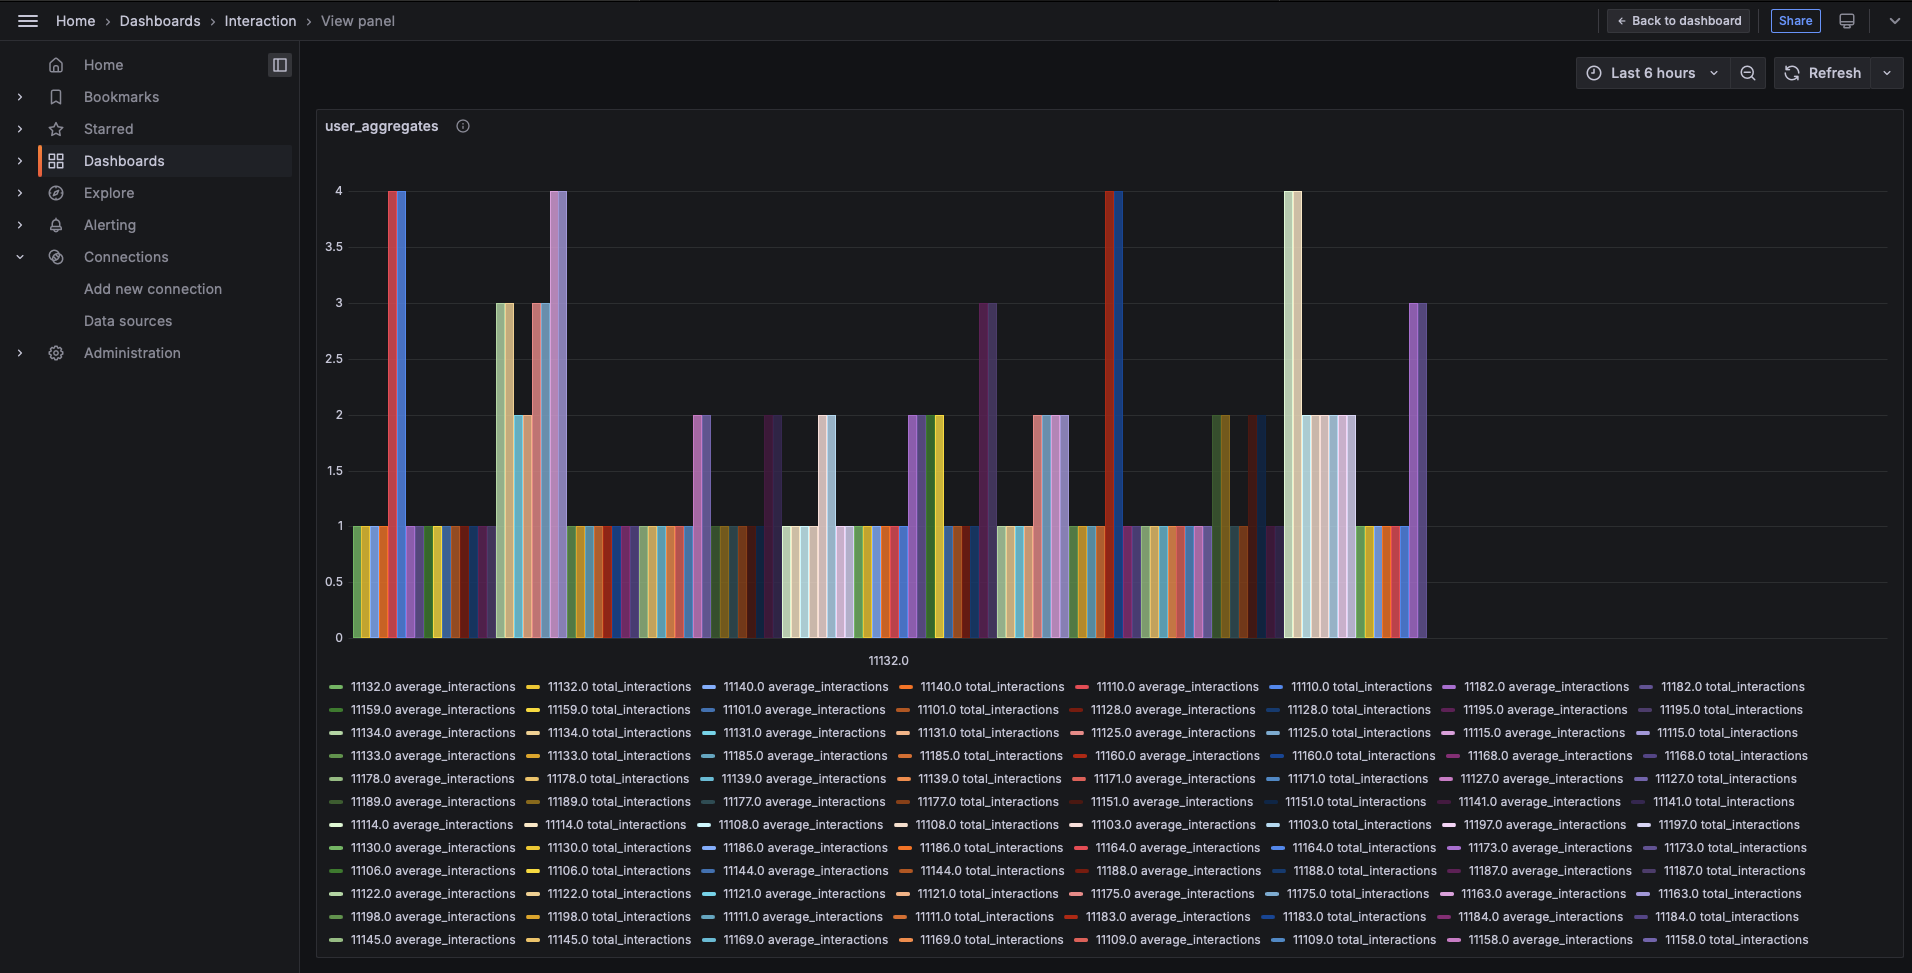 Home › Dashboards › Interaction › View panel
← Back to dashboard
Share
Home
Bookmarks
Starred
Dashboards
Explore
Alerting
Connections
Add new connection
Data sources
Administration
Last 6 hours
Refresh
user_aggregates
4
3.5
3
2.5
2
1.5
1
0.5
0
11132.0
11132.0 average_interactions 11132.0 total_interactions 11140.0 average_interactions 11140.0 total_interactions 11110.0 average_interactions 11110.0 total_interactions 11182.0 average_interactions 11182.0 total_interactions
11159.0 average_interactions 11159.0 total_interactions 11101.0 average_interactions 11101.0 total_interactions 11128.0 average_interactions 11128.0 total_interactions 11195.0 average_interactions 11195.0 total_interactions
11134.0 average_interactions 11134.0 total_interactions 11131.0 average_interactions 11131.0 total_interactions 11125.0 average_interactions 11125.0 total_interactions 11115.0 average_interactions 11115.0 total_interactions
11133.0 average_interactions 11133.0 total_interactions 11185.0 average_interactions 11185.0 total_interactions 11160.0 average_interactions 11160.0 total_interactions 11168.0 average_interactions 11168.0 total_interactions
11178.0 average_interactions 11178.0 total_interactions 11139.0 average_interactions 11139.0 total_interactions 11171.0 average_interactions 11171.0 total_interactions 11127.0 average_interactions 11127.0 total_interactions
11189.0 average_interactions 11189.0 total_interactions 11177.0 average_interactions 11177.0 total_interactions 11151.0 average_interactions 11151.0 total_interactions 11141.0 average_interactions 11141.0 total_interactions
11114.0 average_interactions 11114.0 total_interactions 11108.0 average_interactions 11108.0 total_interactions 11103.0 average_interactions 11103.0 total_interactions 11197.0 average_interactions 11197.0 total_interactions
11130.0 average_interactions 11130.0 total_interactions 11186.0 average_interactions 11186.0 total_interactions 11164.0 average_interactions 11164.0 total_interactions 11173.0 average_interactions 11173.0 total_interactions
11106.0 average_interactions 11106.0 total_interactions 11144.0 average_interactions 11144.0 total_interactions 11188.0 average_interactions 11188.0 total_interactions 11187.0 average_interactions 11187.0 total_interactions
11122.0 average_interactions 11122.0 total_interactions 11121.0 average_interactions 11121.0 total_interactions 11175.0 average_interactions 11175.0 total_interactions 11163.0 average_interactions 11163.0 total_interactions
11198.0 average_interactions 11198.0 total_interactions 11111.0 average_interactions 11111.0 total_interactions 11183.0 average_interactions 11183.0 total_interactions 11184.0 average_interactions 11184.0 total_interactions
11145.0 average_interactions 11145.0 total_interactions 11169.0 average_interactions 11169.0 total_interactions 11109.0 average_interactions 11109.0 total_interactions 11158.0 average_interactions 11158.0 total_interactions